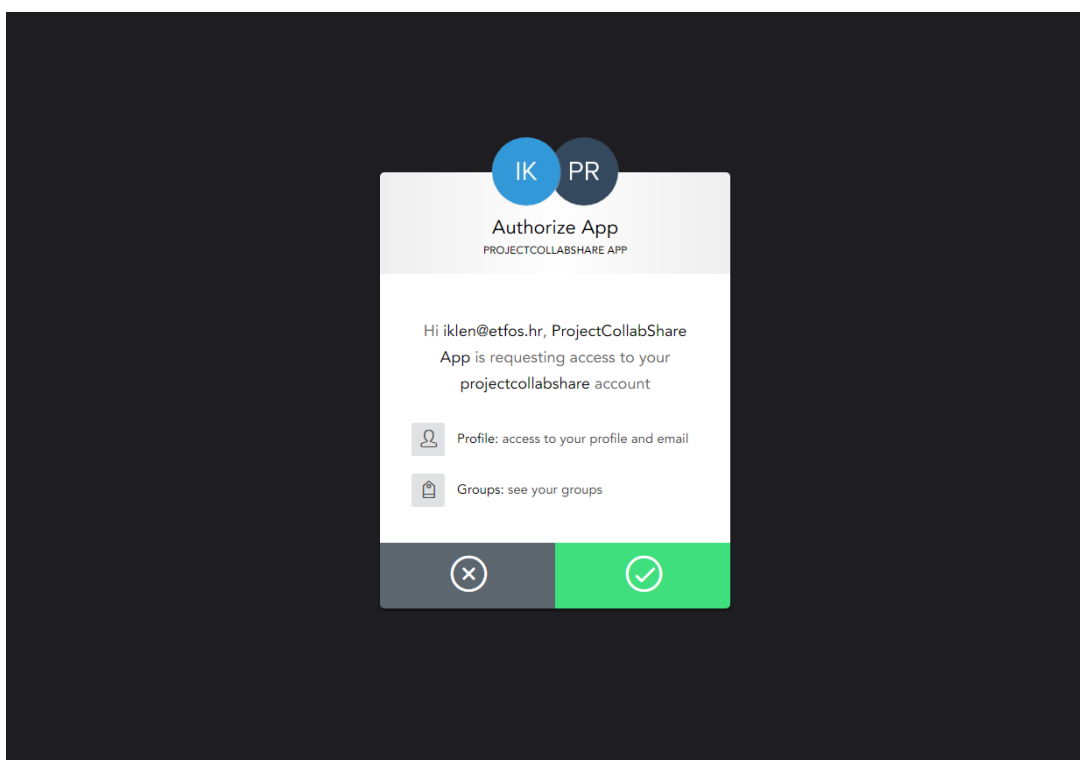 IK PR
Authorize App
PROJECTCOLLABSHARE APP
Hi iklen@etfos.hr, ProjectCollabShare
App is requesting access to your
projectcollabshare account
Profile: access to your profile and email
Groups: see your groups